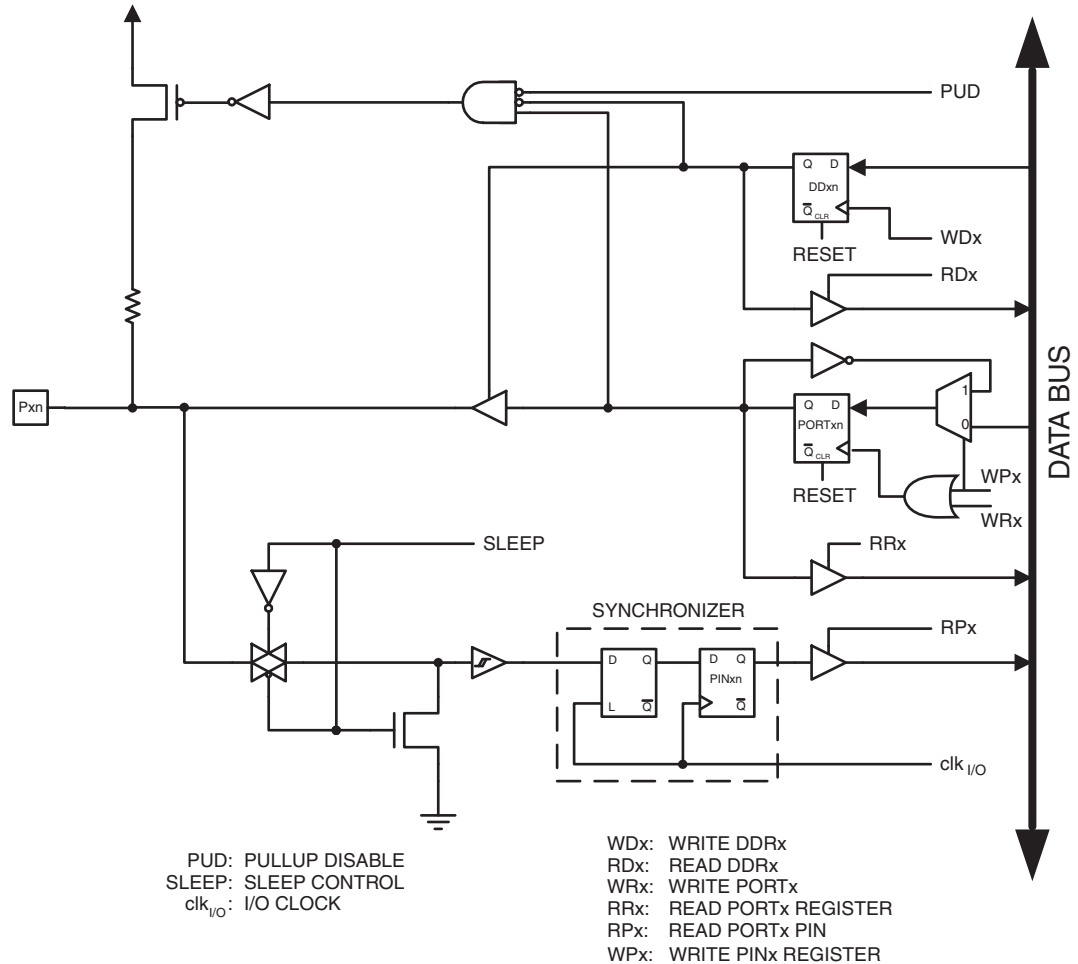 PUD
Q D
DDxn
Q CLR
WDx
RESET
RDx
Pxn
1
Q D
PORTxn
0
Q CLR
RESET
WPx
WRx
DATA BUS
SLEEP
RRx
SYNCHRONIZER
RPx
D Q
D Q
PINxn
L Q
Q
clk I/O
PUD: PULLUP DISABLE
SLEEP: SLEEP CONTROL
clk I/O: I/O CLOCK
WDx: WRITE DDRx
RDx: READ DDRx
WRx: WRITE PORTx
RRx: READ PORTx REGISTER
RPx: READ PORTx PIN
WPx: WRITE PINx REGISTER